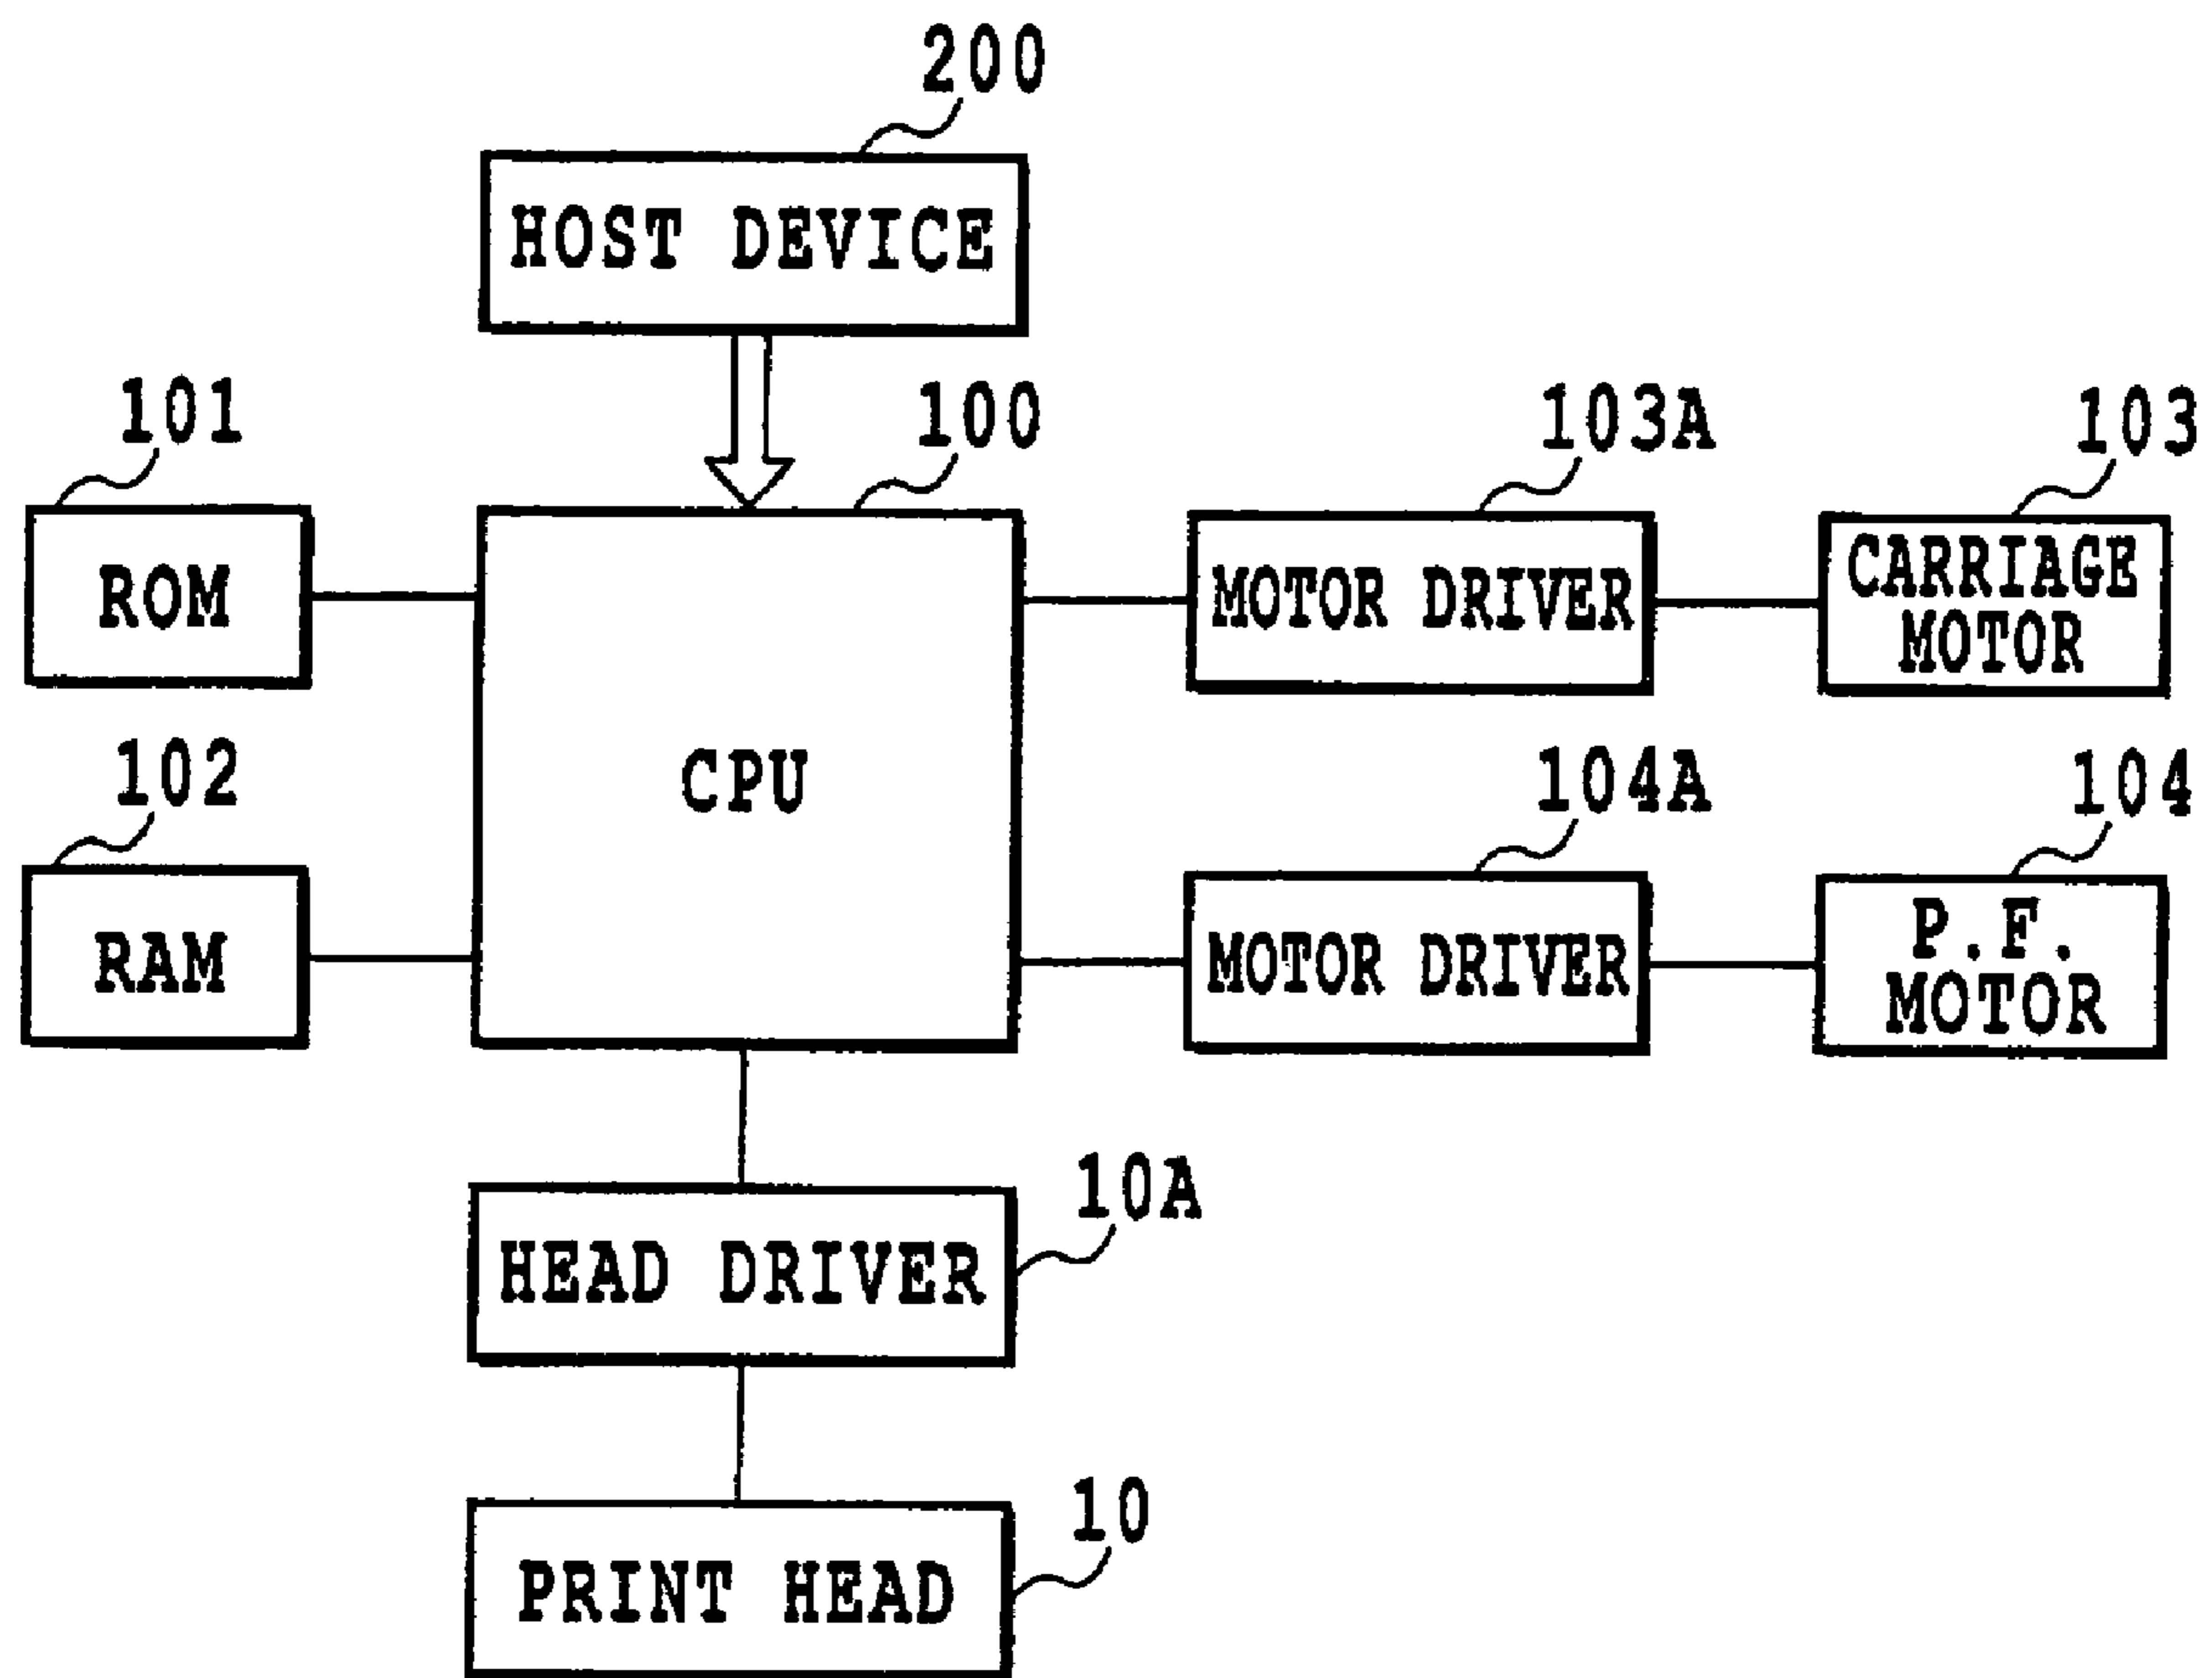 200
HOST DEVICE
101
100
103A
103
ROM
MOTOR DRIVER
CARRIAGE
MOTOR
102
CPU
104A
104
RAM
MOTOR DRIVER
P.F.
MOTOR
10A
HEAD DRIVER
10
PRINT HEAD